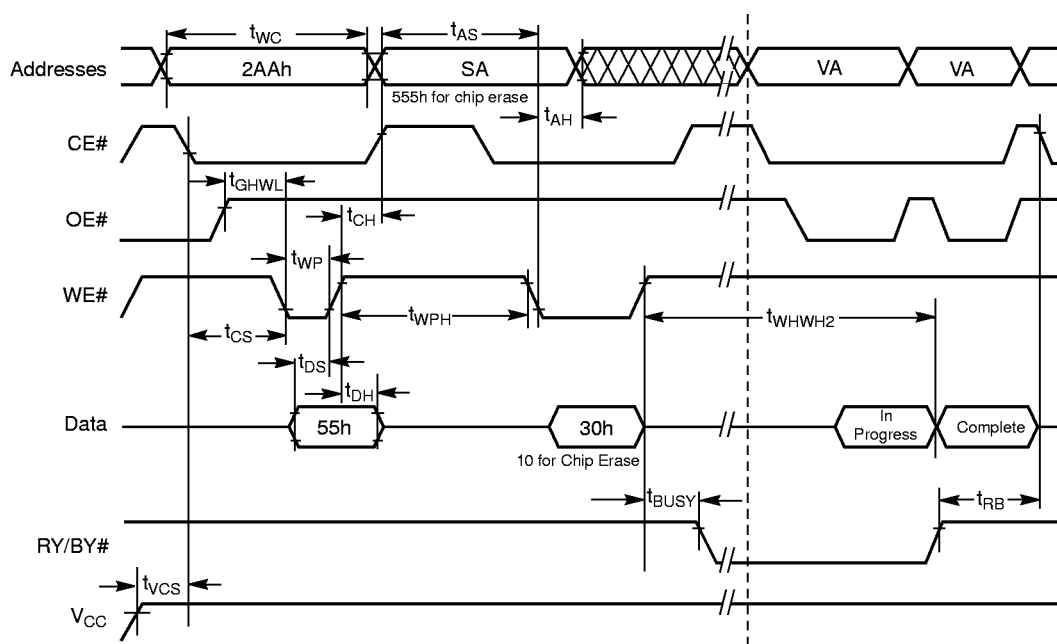 tWC
tAS
Addresses
2AAh
SA
VA
VA
555h for chip erase
tAH
CE#
tGHWL
OE#
tCH
tWP
WE#
tCS
tWPH
tWHWH2
tDS
tDH
Data
55h
30h
In
Progress
Complete
10 for Chip Erase
tBUSY
tRB
RY/BY#
tVCS
VCC